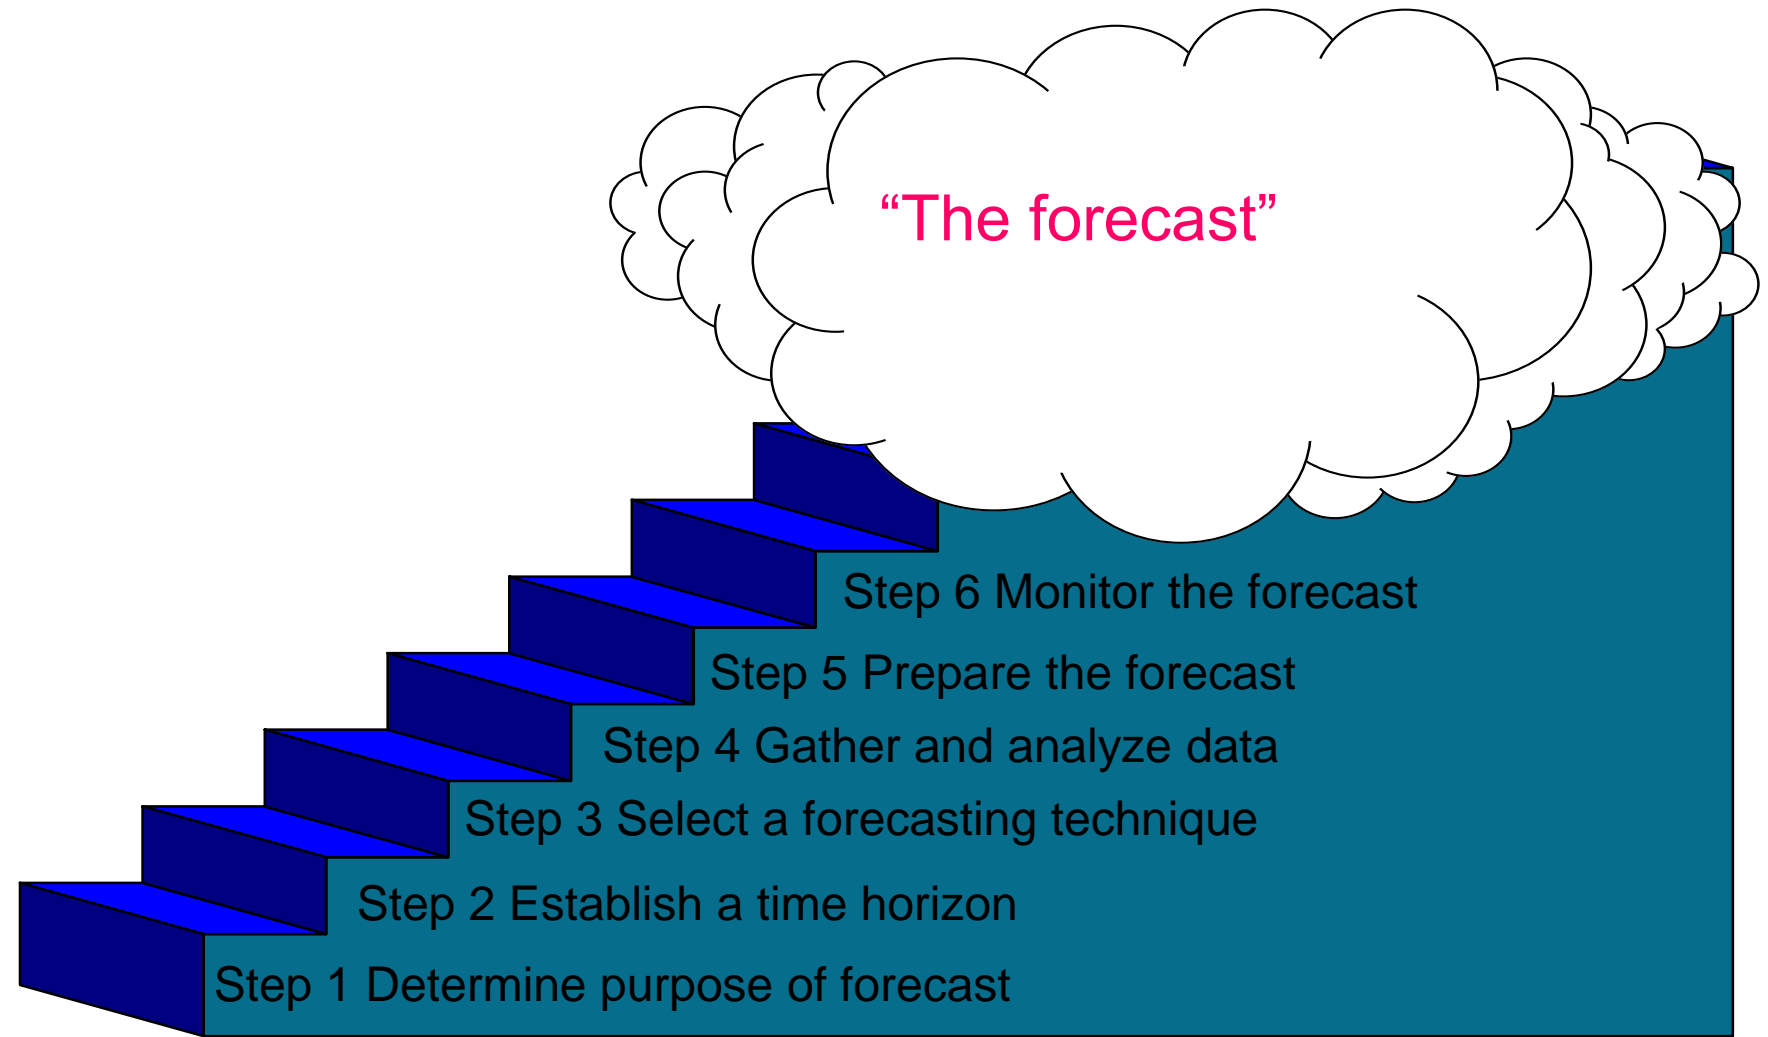 “The forecast”
Step 6 Monitor the forecast
Step 5 Prepare the forecast
Step 4 Gather and analyze data
Step 3 Select a forecasting technique
Step 2 Establish a time horizon
Step 1 Determine purpose of forecast